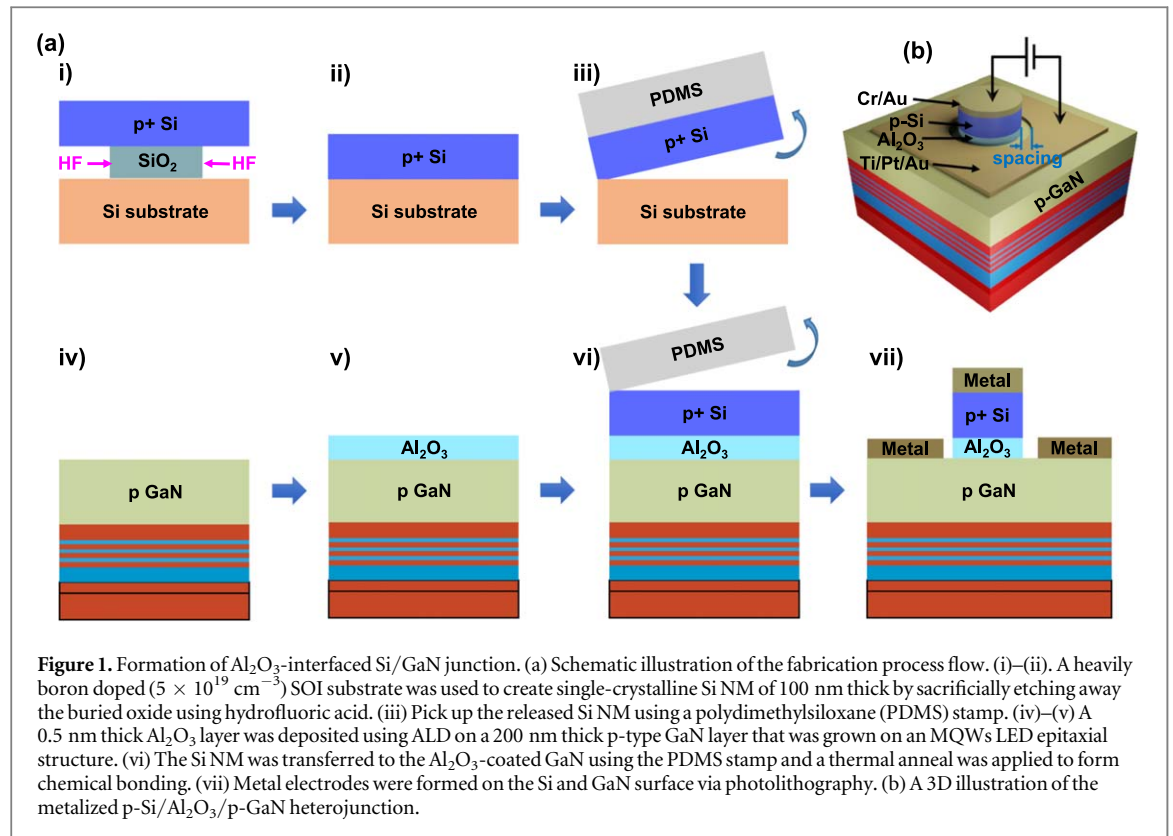 (a)
i)
p+ Si
HF
SiO₂
HF
Si substrate
ii)
p+ Si
Si substrate
iii)
PDMS
p+ Si
Si substrate
(b)
Cr/Au
p-Si
Al₂O₃
Ti/Pt/Au
spacing
p-GaN
iv)
p GaN
v)
Al₂O₃
p GaN
vi)
PDMS
p+ Si
Al₂O₃
p GaN
vii)
Metal
p+ Si
Metal
Al₂O₃
Metal
p GaN
Figure 1. Formation of Al₂O₃-interfaced Si/GaN junction. (a) Schematic illustration of the fabrication process flow. (i)–(ii). A heavily
boron doped (5 × 10¹⁹ cm⁻³) SOI substrate was used to create single-crystalline Si NM of 100 nm thick by sacrificially etching away
the buried oxide using hydrofluoric acid. (iii) Pick up the released Si NM using a polydimethylsiloxane (PDMS) stamp. (iv)–(v) A
0.5 nm thick Al₂O₃ layer was deposited using ALD on a 200 nm thick p-type GaN layer that was grown on an MQWs LED epitaxial
structure. (vi) The Si NM was transferred to the Al₂O₃-coated GaN using the PDMS stamp and a thermal anneal was applied to form
chemical bonding. (vii) Metal electrodes were formed on the Si and GaN surface via photolithography. (b) A 3D illustration of the
metalized p-Si/Al₂O₃/p-GaN heterojunction.